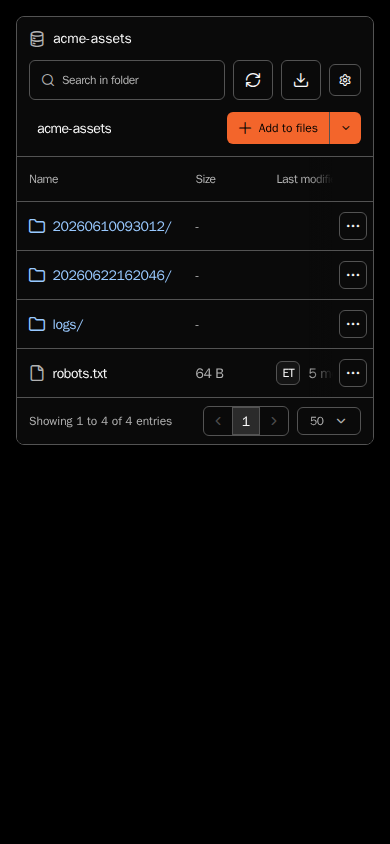 acme-assets
Search in folder
acme-assets
Add to files
Name Size Last
20260610093012/ -
20260622162046/ -
logs/ -
robots.txt 64 B ET 5
Showing 1 to 4 of 4 entries 1 50